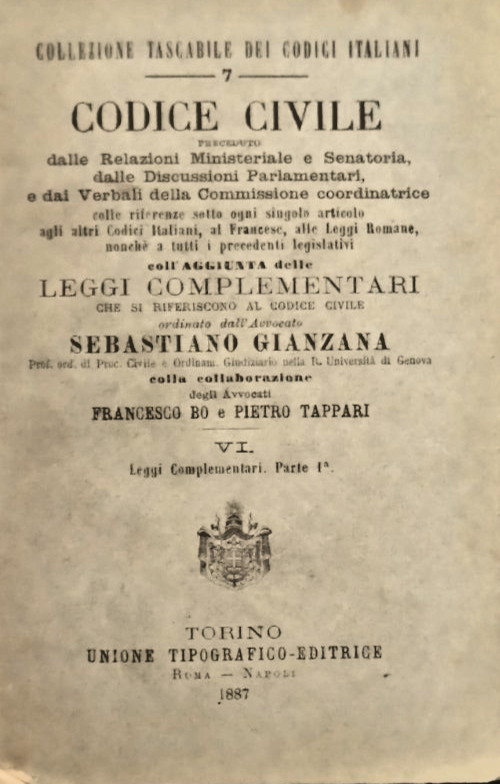 COLLEZIONE TASCABILE DEI CODICI ITALIANI
7
CODICE CIVILE
PRECEDUTO
dalle Relazioni Ministeriale e Senatoria,
dalle Discussioni Parlamentari,
e dai Verbali della Commissione coordinatrice
colle riferenze sotto ogni singolo articolo
agli altri Codici Italiani, al Francese, alle Leggi Romane,
nonchè a tutti i precedenti legislativi
coll'AGGIUNTA delle
LEGGI COMPLEMENTARI
CHE SI RIFERISCONO AL CODICE CIVILE
ordinato dall'Avvocato
SEBASTIANO GIANZANA
Prof. ord. di Proc. Civile e Ordinam. Giudiziario nella R. Università di Genova
colla collaborazione
degli Avvocati
FRANCESCO BO e PIETRO TAPPARI
VI.
Leggi Complementari. Parte Iª.
TORINO
UNIONE TIPOGRAFICO-EDITRICE
ROMA — NAPOLI
1887